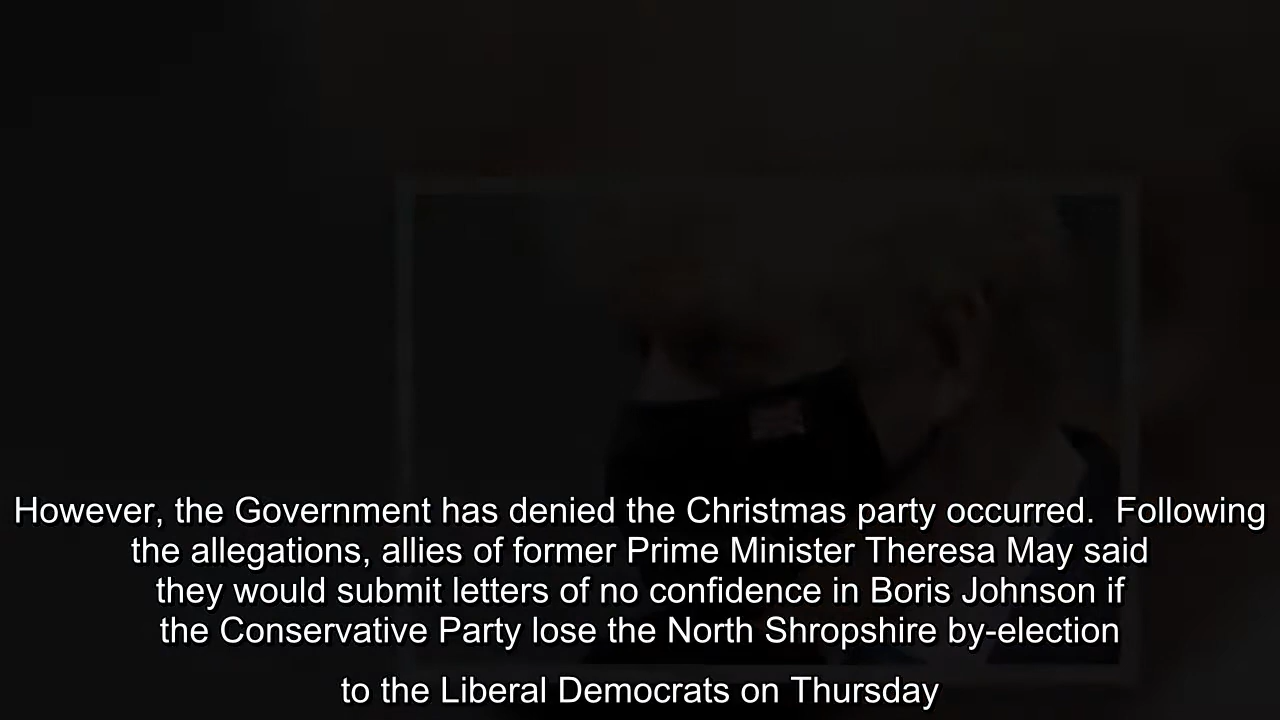 However, the Government has denied the Christmas party occurred.  Following
the allegations, allies of former Prime Minister Theresa May said
they would submit letters of no confidence in Boris Johnson if
the Conservative Party lose the North Shropshire by-election
to the Liberal Democrats on Thursday